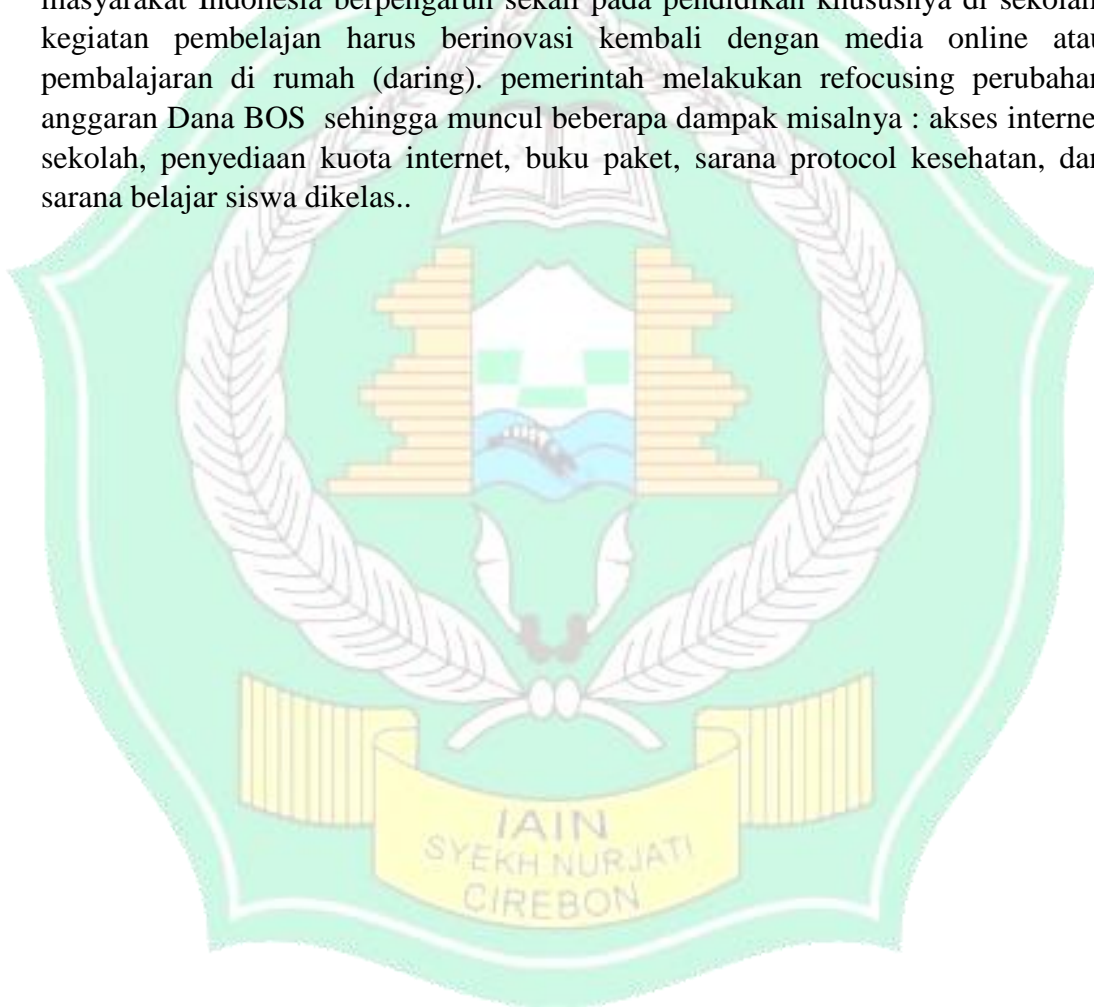 masyarakat Indonesia berpengaruh sekali pada pendidikan khususnya di sekolah
kegiatan pembelajan harus berinovasi kembali dengan media online atau
pembalajaran di rumah (daring). pemerintah melakukan refocusing perubahan
anggaran Dana BOS sehingga muncul beberapa dampak misalnya : akses internet
sekolah, penyediaan kuota internet, buku paket, sarana protocol kesehatan, dan
sarana belajar siswa dikelas..
IAIN
SYEKH NURJATI
CIREBON